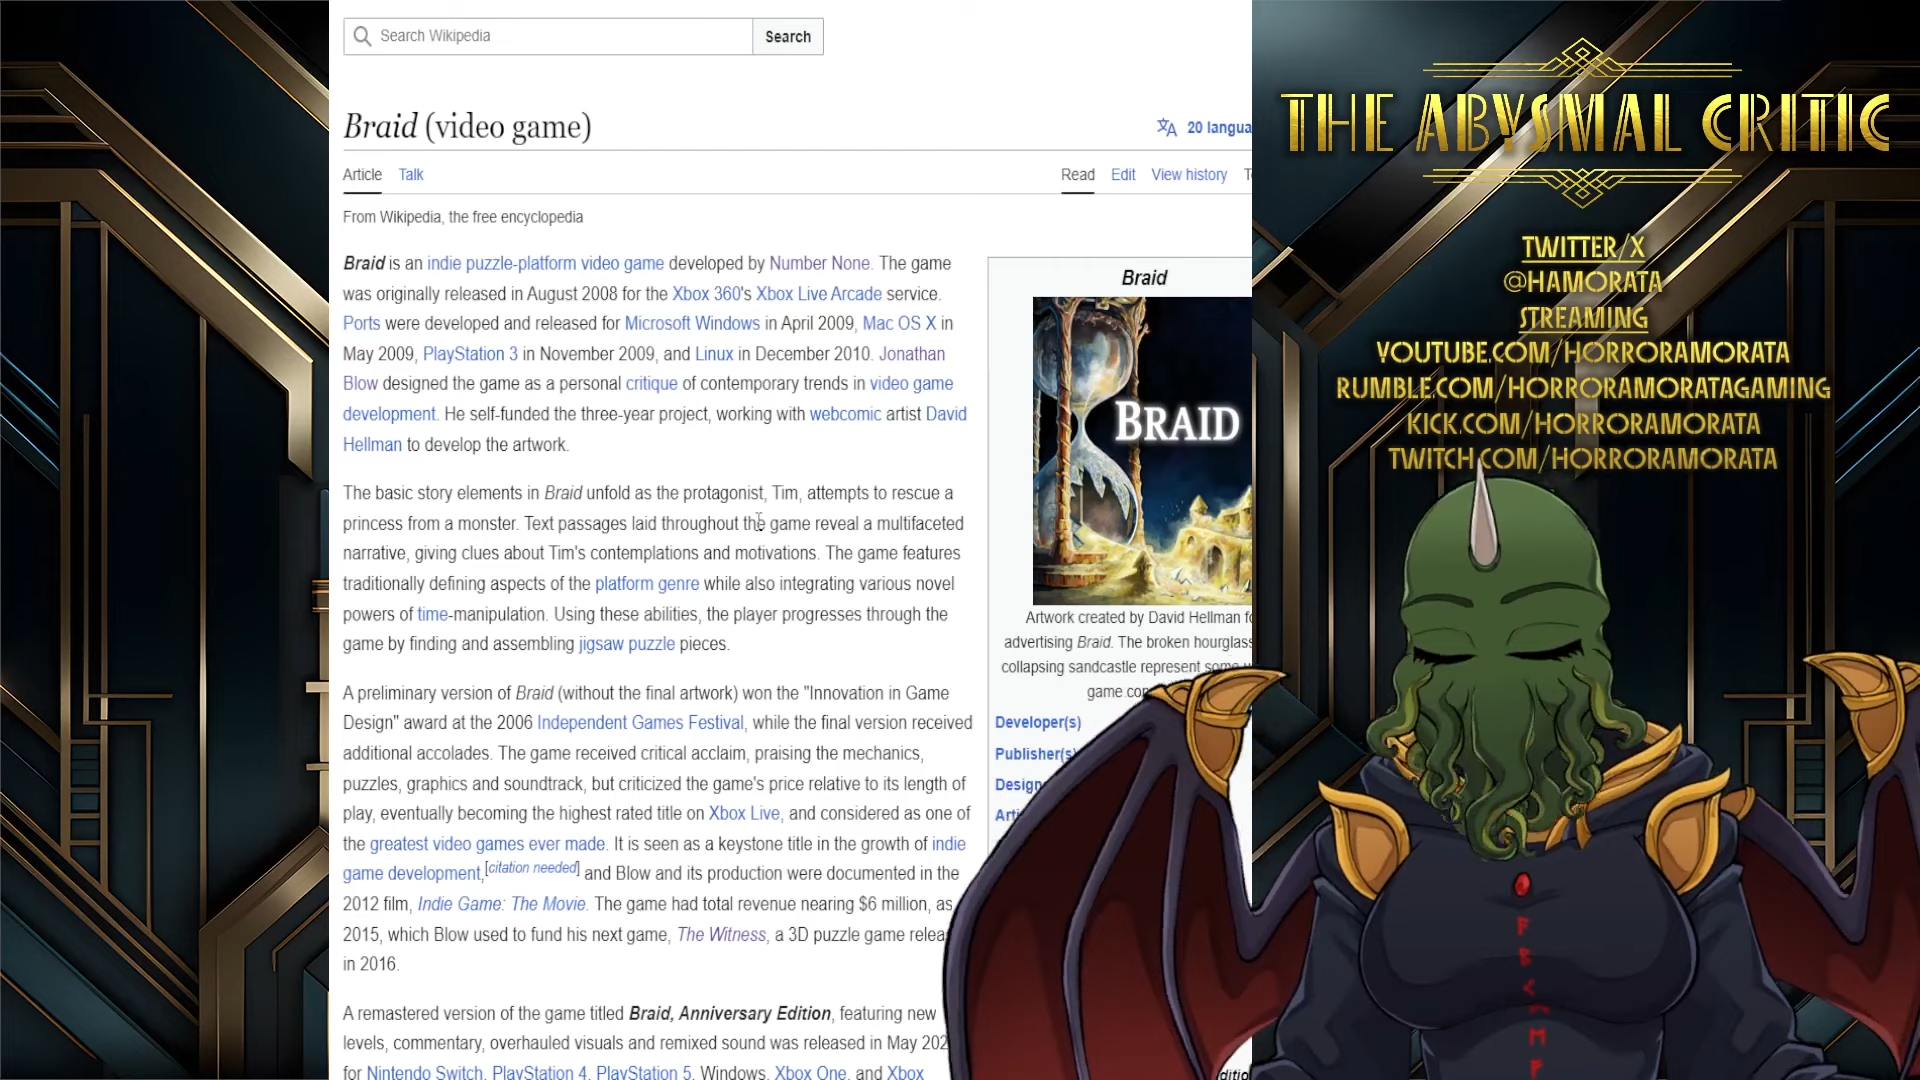 Search Wikipedia
Search
Braid (video game)
20 langua
Article Talk
Read Edit View history
From Wikipedia, the free encyclopedia
Braid is an indie puzzle-platform video game developed by Number None. The game
was originally released in August 2008 for the Xbox 360's Xbox Live Arcade service.
Ports were developed and released for Microsoft Windows in April 2009, Mac OS X in
May 2009, PlayStation 3 in November 2009, and Linux in December 2010. Jonathan
Blow designed the game as a personal critique of contemporary trends in video game
development. He self-funded the three-year project, working with webcomic artist David
Hellman to develop the artwork.
The basic story elements in Braid unfold as the protagonist, Tim, attempts to rescue a
princess from a monster. Text passages laid throughout the game reveal a multifaceted
narrative, giving clues about Tim's contemplations and motivations. The game features
traditionally defining aspects of the platform genre while also integrating various novel
powers of time-manipulation. Using these abilities, the player progresses through the
game by finding and assembling jigsaw puzzle pieces.
A preliminary version of Braid (without the final artwork) won the "Innovation in Game
Design" award at the 2006 Independent Games Festival, while the final version received
additional accolades. The game received critical acclaim, praising the mechanics,
puzzles, graphics and soundtrack, but criticized the game's price relative to its length of
play, eventually becoming the highest rated title on Xbox Live, and considered as one of
the greatest video games ever made. It is seen as a keystone title in the growth of indie
game development,[citation needed] and Blow and its production were documented in the
2012 film, Indie Game: The Movie. The game had total revenue nearing $6 million, as
2015, which Blow used to fund his next game, The Witness, a 3D puzzle game relea
in 2016.
A remastered version of the game titled Braid, Anniversary Edition, featuring new
levels, commentary, overhauled visuals and remixed sound was released in May 202
for Nintendo Switch, PlayStation 4, PlayStation 5, Windows, Xbox One, and Xbox
Braid
BRAID
Artwork created by David Hellman fo
advertising Braid. The broken hourglass
collapsing sandcastle represent some
game con
Developer(s)
Publisher(s)
Design
Arti
ditio
THE ABYSMAL CRITIC
TWITTER/X
@HAMORATA
STREAMING
YOUTUBE.COM/HORRORAMORATA
RUMBLE.COM/HORRORAMORATAGAMING
KICK.COM/HORRORAMORATA
TWITCH.COM/HORRORAMORATA